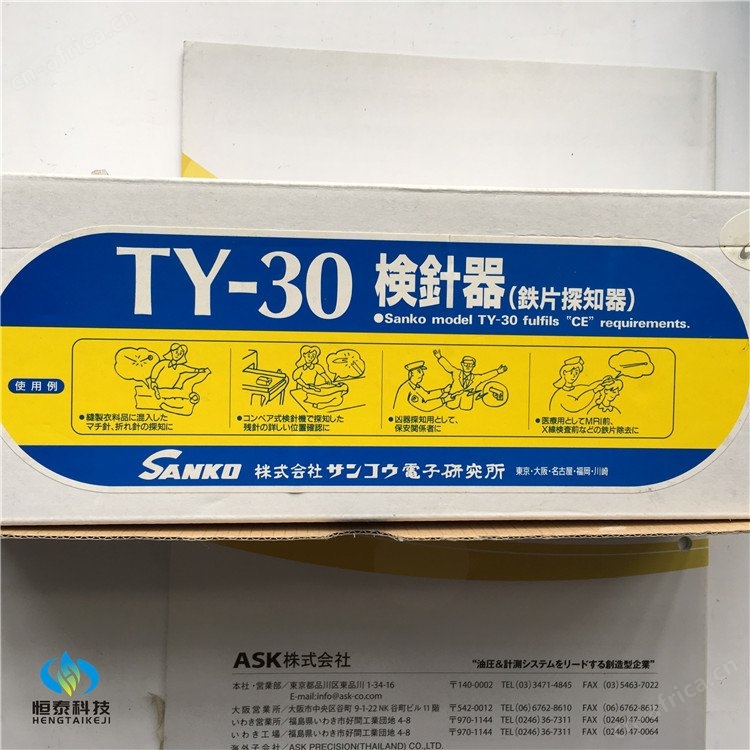 TY-30 検針器(鉄片探知器)
●Sanko model TY-30 fulfils "CE" requirements.
使用例
●縫製衣料品に混入した
マチ針、折れ針の探知に
●コンベア式検針機で探知した
残針の詳しい位置確認に
●凶器探知用として、
保安関係者に
●医療用としてMRI前、
X線検査前などの鉄片除去に
SANKO 株式会社サンコウ電子研究所 東京・大阪・名古屋・福岡・川崎
ASK株式会社 "油圧&計測システムをリードする創造型企業"
本社・営業部/東京都品川区東品川 1-34-16 〒140-0002 TEL(03)3471-4845 FAX (03)5463-7022
E-mail:info@ask-co.com
大阪営業所/大阪市中央区谷町 9-1-22 NK 谷町ビル 11 階 〒542-0012 TEL(06)6762-8610 FAX (06)6762-8612
いわき営業所/福島県いわき市好間工業団地 4-8 〒970-1144 TEL(0246)36-7311 FAX (0246)47-0064
いわき工場/福島県いわき市好間工業団地 4-8 〒970-1144 TEL(0246)36-7311 FAX (0246)47-0064
海外子会社/ASK PRECISION(THAILAND) CO.,LTD.
恒泰科技
HENGTAIKEJI